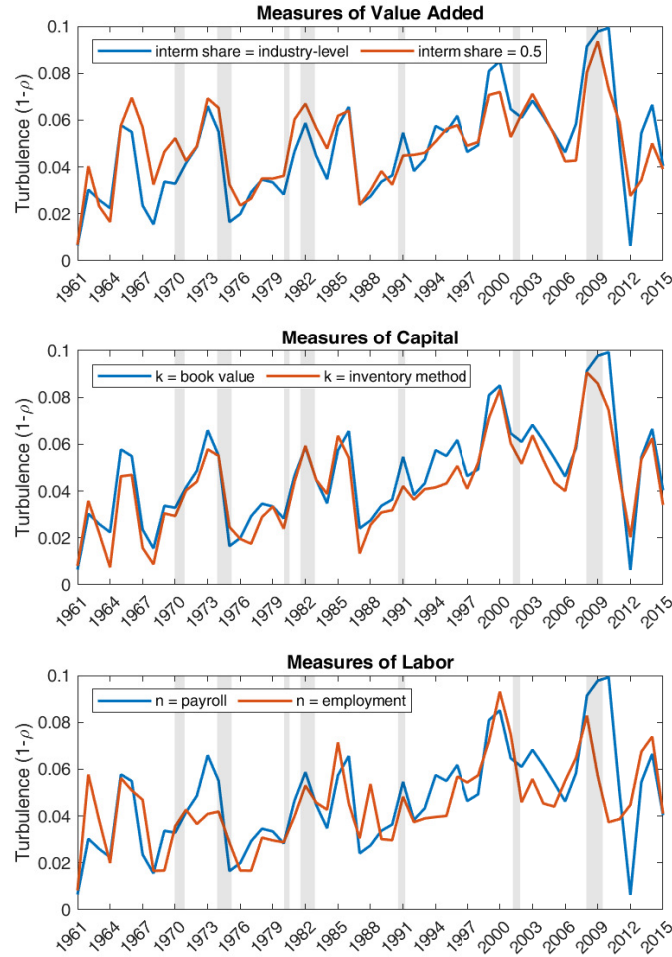 Measures of Value Added
interm share = industry-level interm share = 0.5
Turbulence (1-ρ)
0.1
0.08
0.06
0.04
0.02
0
1961 1964 1967 1970 1973 1976 1979 1982 1985 1988 1991 1994 1997 2000 2003 2006 2009 2012 2015
Measures of Capital
k = book value k = inventory method
Turbulence (1-ρ)
0.1
0.08
0.06
0.04
0.02
0
1961 1964 1967 1970 1973 1976 1979 1982 1985 1988 1991 1994 1997 2000 2003 2006 2009 2012 2015
Measures of Labor
n = payroll n = employment
Turbulence (1-ρ)
0.1
0.08
0.06
0.04
0.02
0
1961 1964 1967 1970 1973 1976 1979 1982 1985 1988 1991 1994 1997 2000 2003 2006 2009 2012 2015